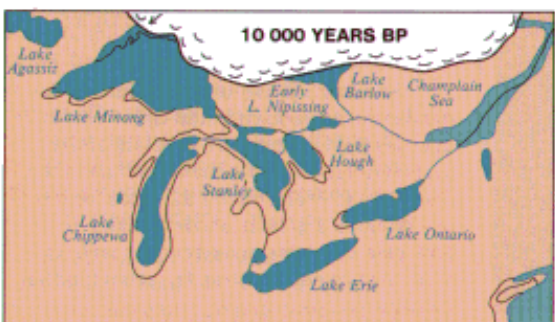 10 000 YEARS BP
Lake
Agassiz
Lake Minong
Early
L. Nipissing
Lake
Barlow
Champlain
Sea
Lake
Hough
Lake
Stanley
Lake
Chippewa
Lake Ontario
Lake Erie